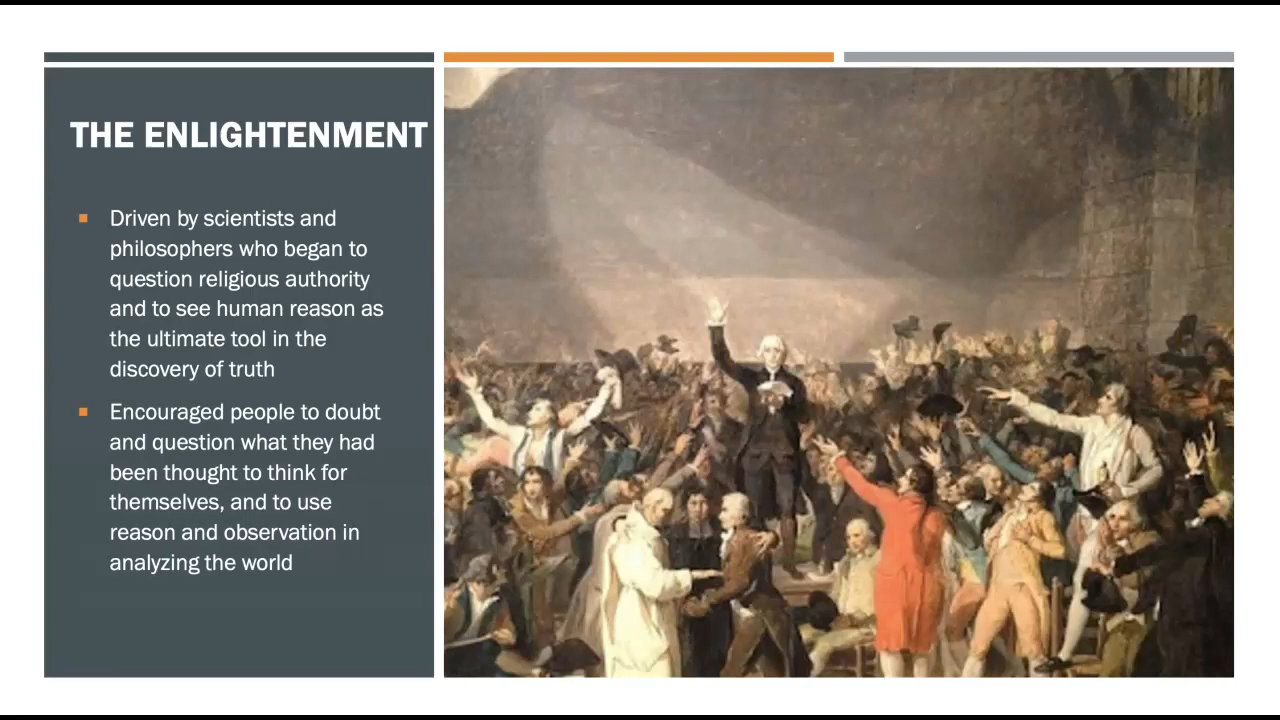 THE ENLIGHTENMENT
Driven by scientists and
philosophers who began to
question religious authority
and to see human reason as
the ultimate tool in the
discovery of truth
Encouraged people to doubt
and question what they had
been thought to think for
themselves, and to use
reason and observation in
analyzing the world